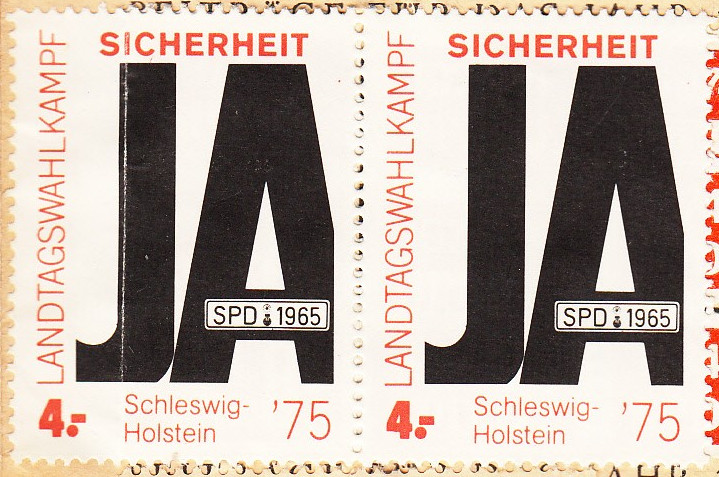 LANDTAGSWAHLKAMPF
SICHERHEIT
JA
SPD 1965
4.-
Schleswig-
Holstein
'75
LANDTAGSWAHLKAMPF
SICHERHEIT
JA
SPD 1965
4.-
Schleswig-
Holstein
'75